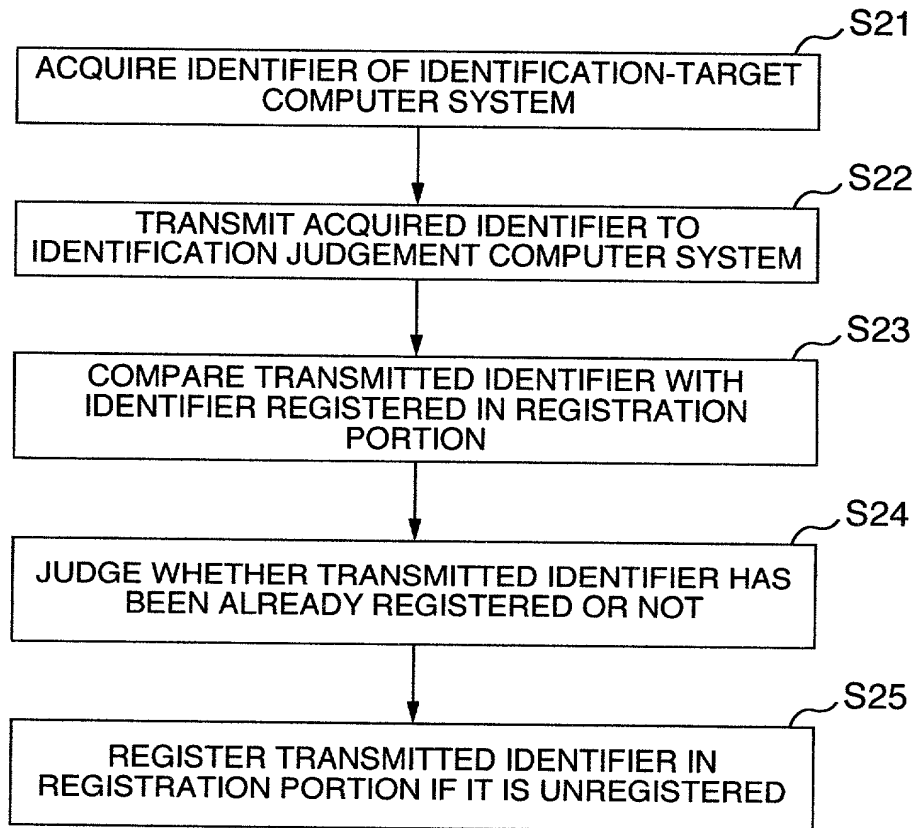 S21
ACQUIRE IDENTIFIER OF IDENTIFICATION-TARGET
COMPUTER SYSTEM
S22
TRANSMIT ACQUIRED IDENTIFIER TO
IDENTIFICATION JUDGEMENT COMPUTER SYSTEM
S23
COMPARE TRANSMITTED IDENTIFIER WITH
IDENTIFIER REGISTERED IN REGISTRATION
PORTION
S24
JUDGE WHETHER TRANSMITTED IDENTIFIER HAS
BEEN ALREADY REGISTERED OR NOT
S25
REGISTER TRANSMITTED IDENTIFIER IN
REGISTRATION PORTION IF IT IS UNREGISTERED